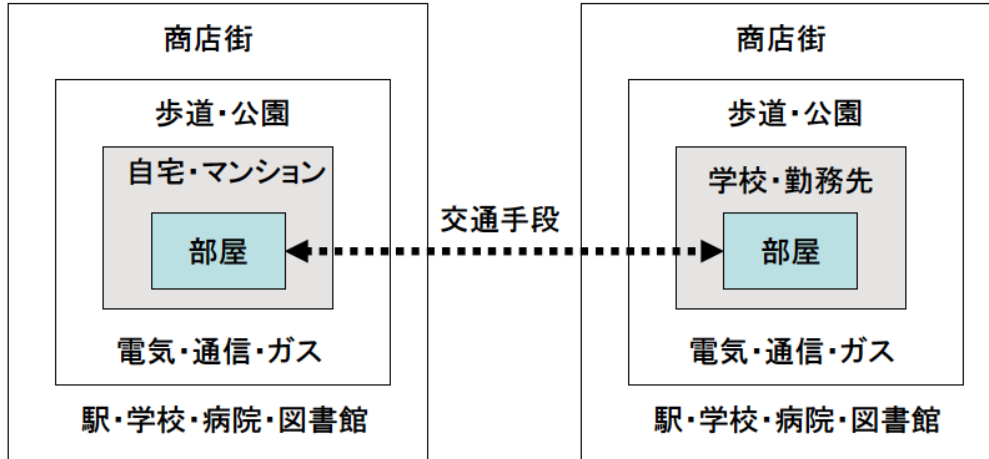 商店街
歩道・公園
自宅・マンション
部屋
電気・通信・ガス
駅・学校・病院・図書館
交通手段
商店街
歩道・公園
学校・勤務先
部屋
電気・通信・ガス
駅・学校・病院・図書館